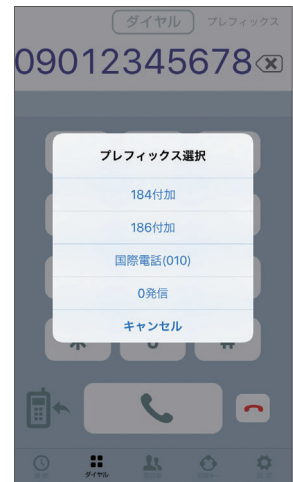 ダイヤル プレフィックス
09012345678
プレフィックス選択
184付加
186付加
国際電話(010)
0発信
キャンセル
ダイヤル